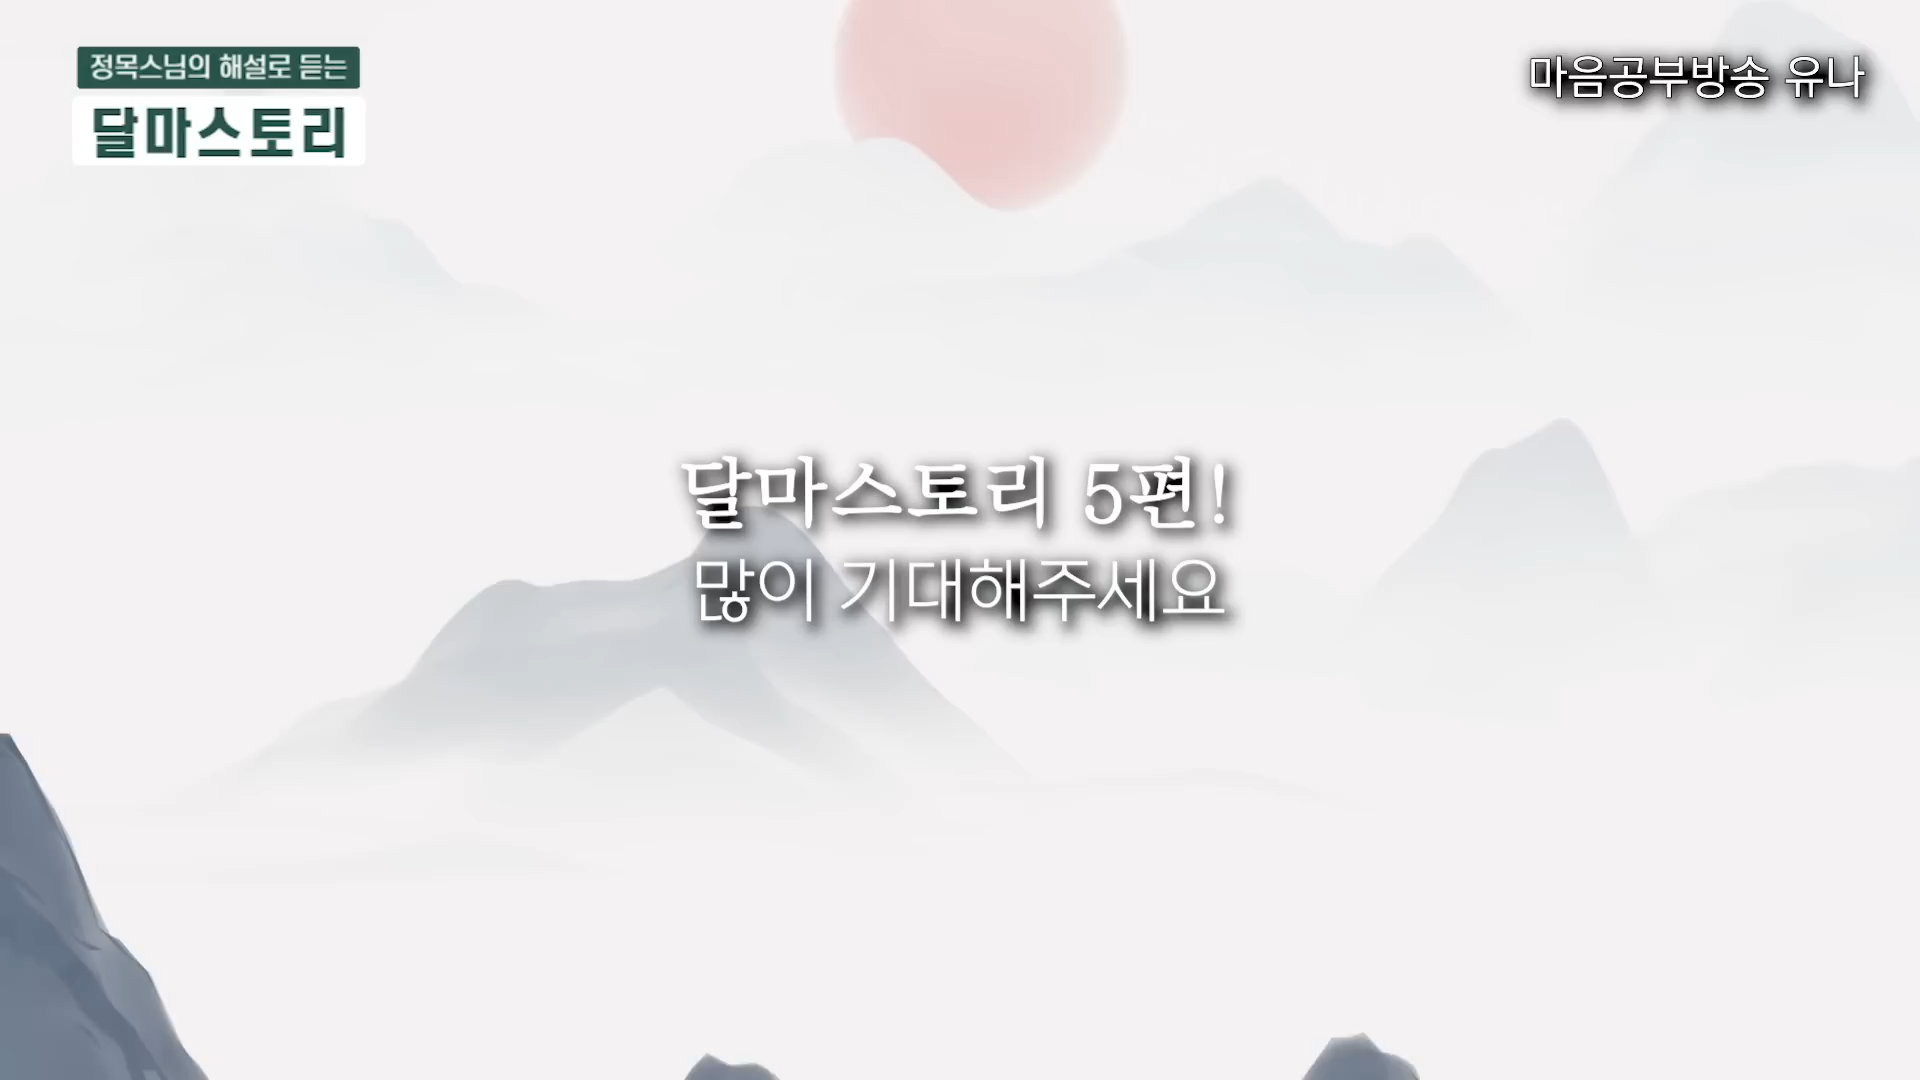 정목스님의 해설로 듣는
달마스토리
마음공부방송 유나
달마스토리 5편!
많이 기대해주세요